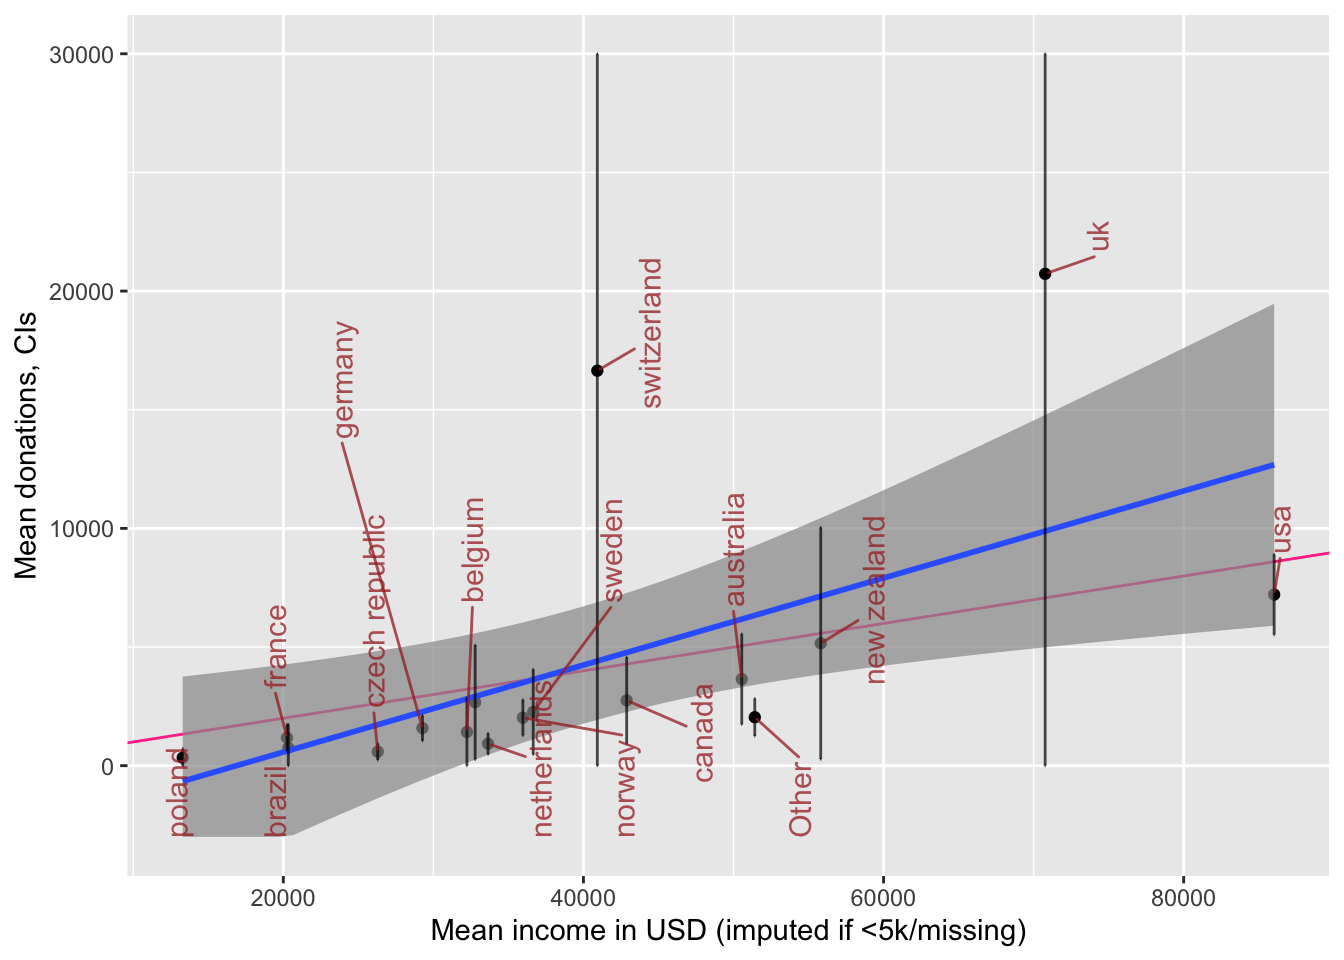 30000
20000
10000
0
Mean donations, CIs
uk
switzerland
germany
usa
australia
new zealand
belgium
sweden
czech republic
france
netherlands
canada
poland
brazil
norway
Other
20000
40000
60000
80000
Mean income in USD (imputed if <5k/missing)